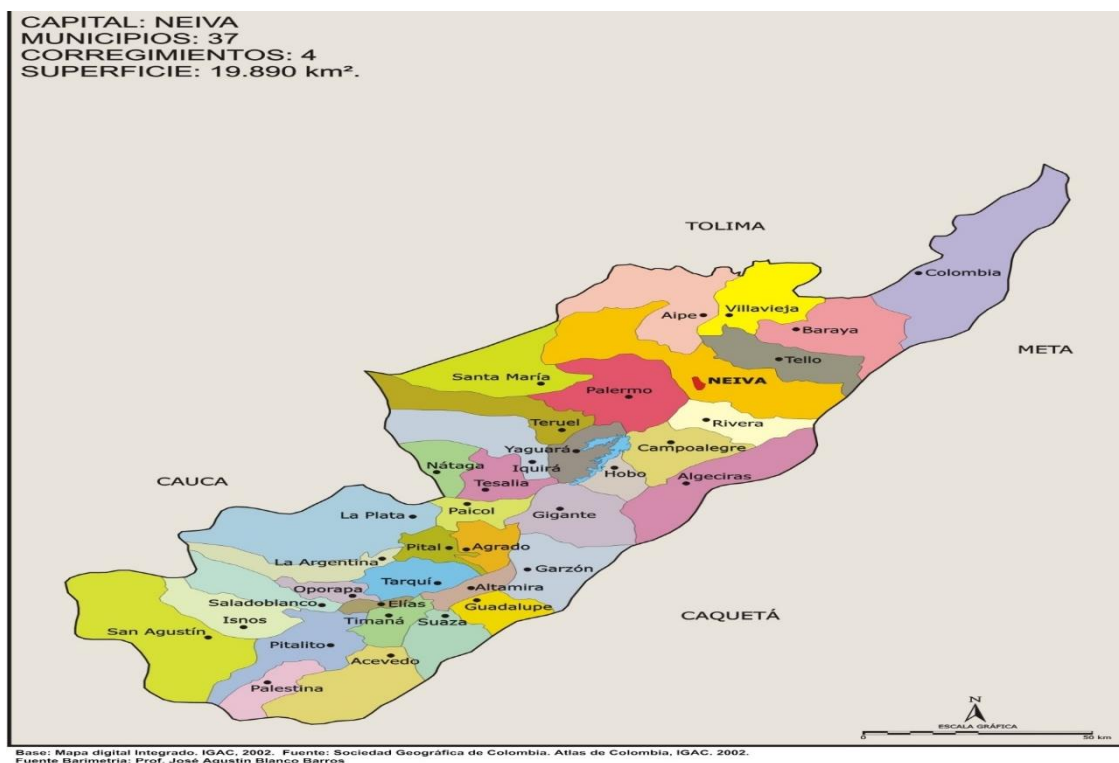 CAPITAL: NEIVA
MUNICIPIOS: 37
CORREGIMIENTOS: 4
SUPERFICIE: 19.890 km².
TOLIMA
Colombia
Villavieja
Aipe
Baraya
META
Tello
Santa María
NEIVA
Palermo
Teruel
Rivera
Yaguará
Campoalegre
Nátaga
Iquirá
Hobo
Tesalia
Algeciras
CAUCA
Paicol
La Plata
Gigante
Pital
Agrado
La Argentina
Garzón
Tarquí
Oporapa
Altamira
Saladoblanco
Elías
Guadalupe
CAQUETÁ
Isnos
Timaná
Suaza
San Agustín
Pitalito
Acevedo
Palestina
N
ESCALA GRÁFICA
0
50 km
Base: Mapa digital Integrado. IGAC, 2002. Fuente: Sociedad Geográfica de Colombia. Atlas de Colombia, IGAC. 2002.
Fuente Barimetría: Prof. José Agustin Blanco Barros